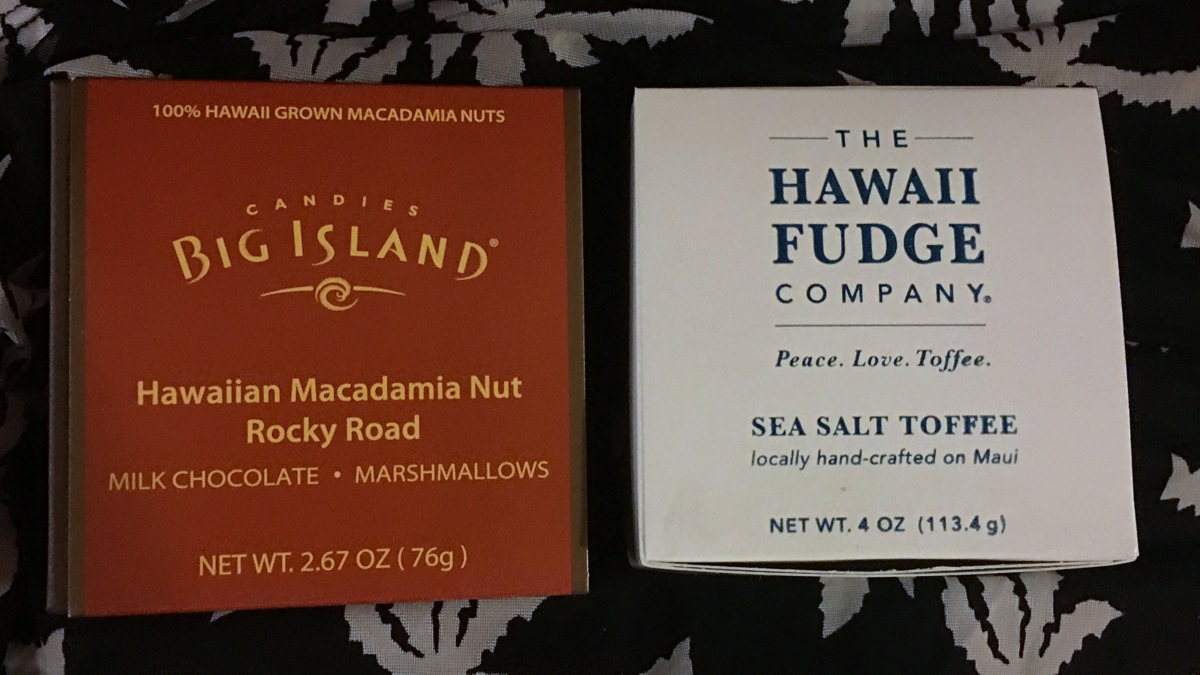 100% HAWAII GROWN MACADAMIA NUTS
CANDIES
BIG ISLAND®
Hawaiian Macadamia Nut
Rocky Road
MILK CHOCOLATE • MARSHMALLOWS
NET WT. 2.67 OZ ( 76g )
THE
HAWAII
FUDGE
COMPANY®
Peace. Love. Toffee.
SEA SALT TOFFEE
locally hand-crafted on Maui
NET WT. 4 OZ (113.4 g)